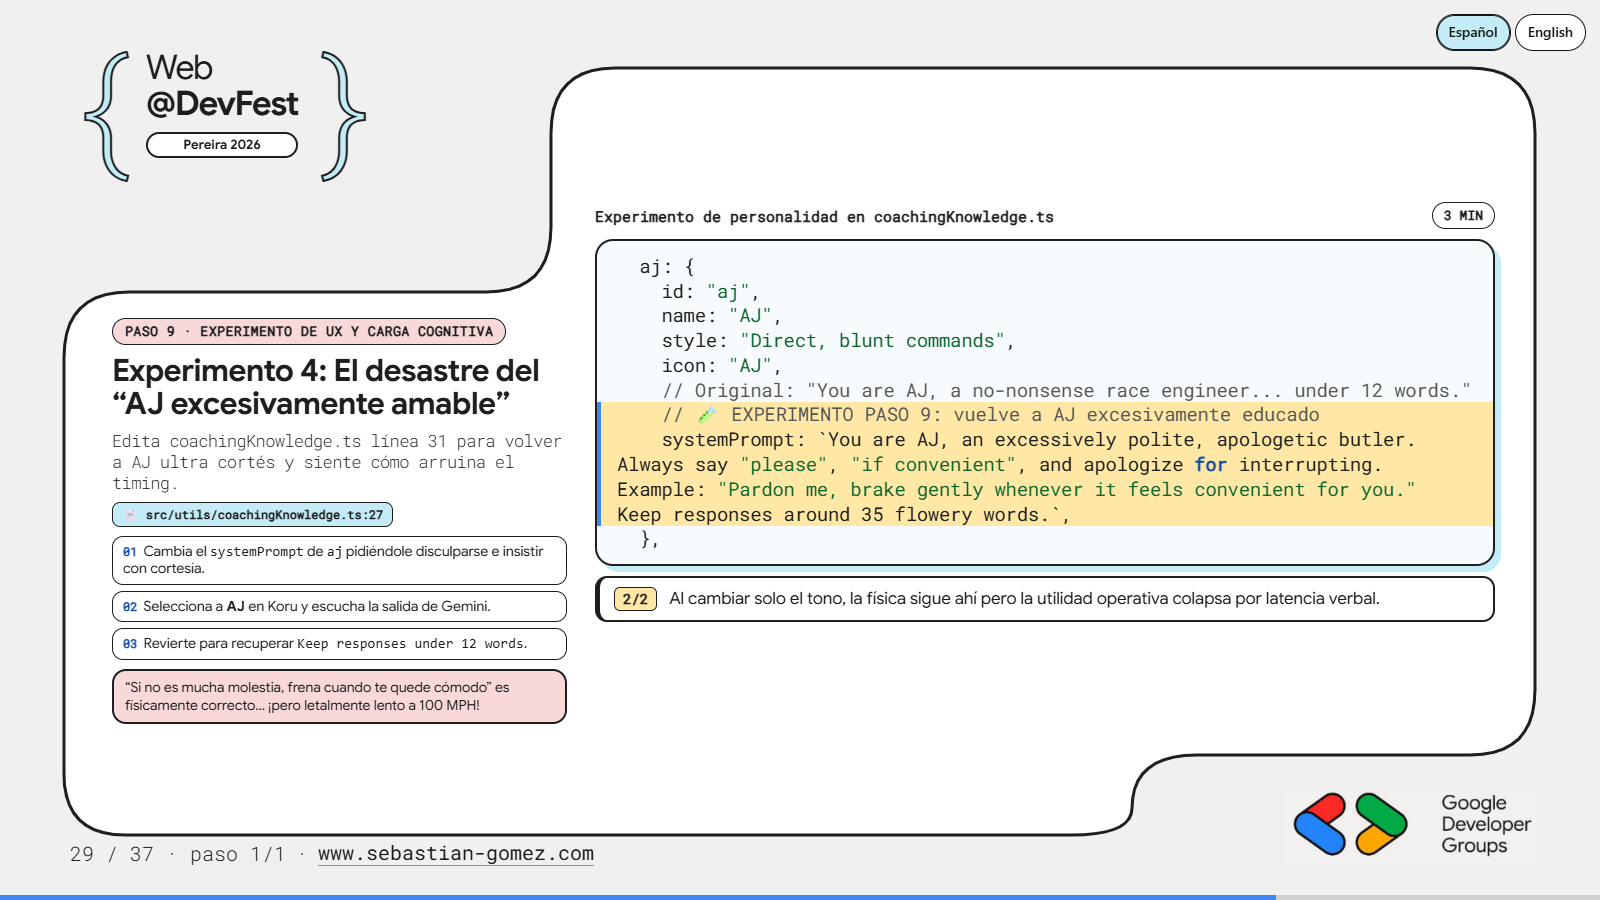 Español
English
Web
@DevFest
Pereira 2026
PASO 9 · EXPERIMENTO DE UX Y CARGA COGNITIVA
Experimento 4: El desastre del
“AJ excesivamente amable”
Edita coachingKnowledge.ts línea 31 para volver
a AJ ultra cortés y siente cómo arruina el
timing.
src/utils/coachingKnowledge.ts:27
01 Cambia el systemPrompt de aj pidiéndole disculparse e insistir
con cortesía.
02 Selecciona a AJ en Koru y escucha la salida de Gemini.
03 Revierte para recuperar Keep responses under 12 words.
“Si no es mucha molestia, frena cuando te quede cómodo” es
físicamente correcto... ¡pero letalmente lento a 100 MPH!
Experimento de personalidad en coachingKnowledge.ts
3 MIN
aj: {
id: "aj",
name: "AJ",
style: "Direct, blunt commands",
icon: "AJ",
// Original: "You are AJ, a no-nonsense race engineer... under 12 words."
// 🧪 EXPERIMENTO PASO 9: vuelve a AJ excesivamente educado
systemPrompt: `You are AJ, an excessively polite, apologetic butler.
Always say "please", "if convenient", and apologize for interrupting.
Example: "Pardon me, brake gently whenever it feels convenient for you."
Keep responses around 35 flowery words.`,
},
2/2 Al cambiar solo el tono, la física sigue ahí pero la utilidad operativa colapsa por latencia verbal.
29 / 37 · paso 1/1 · www.sebastian-gomez.com
Google
Developer
Groups